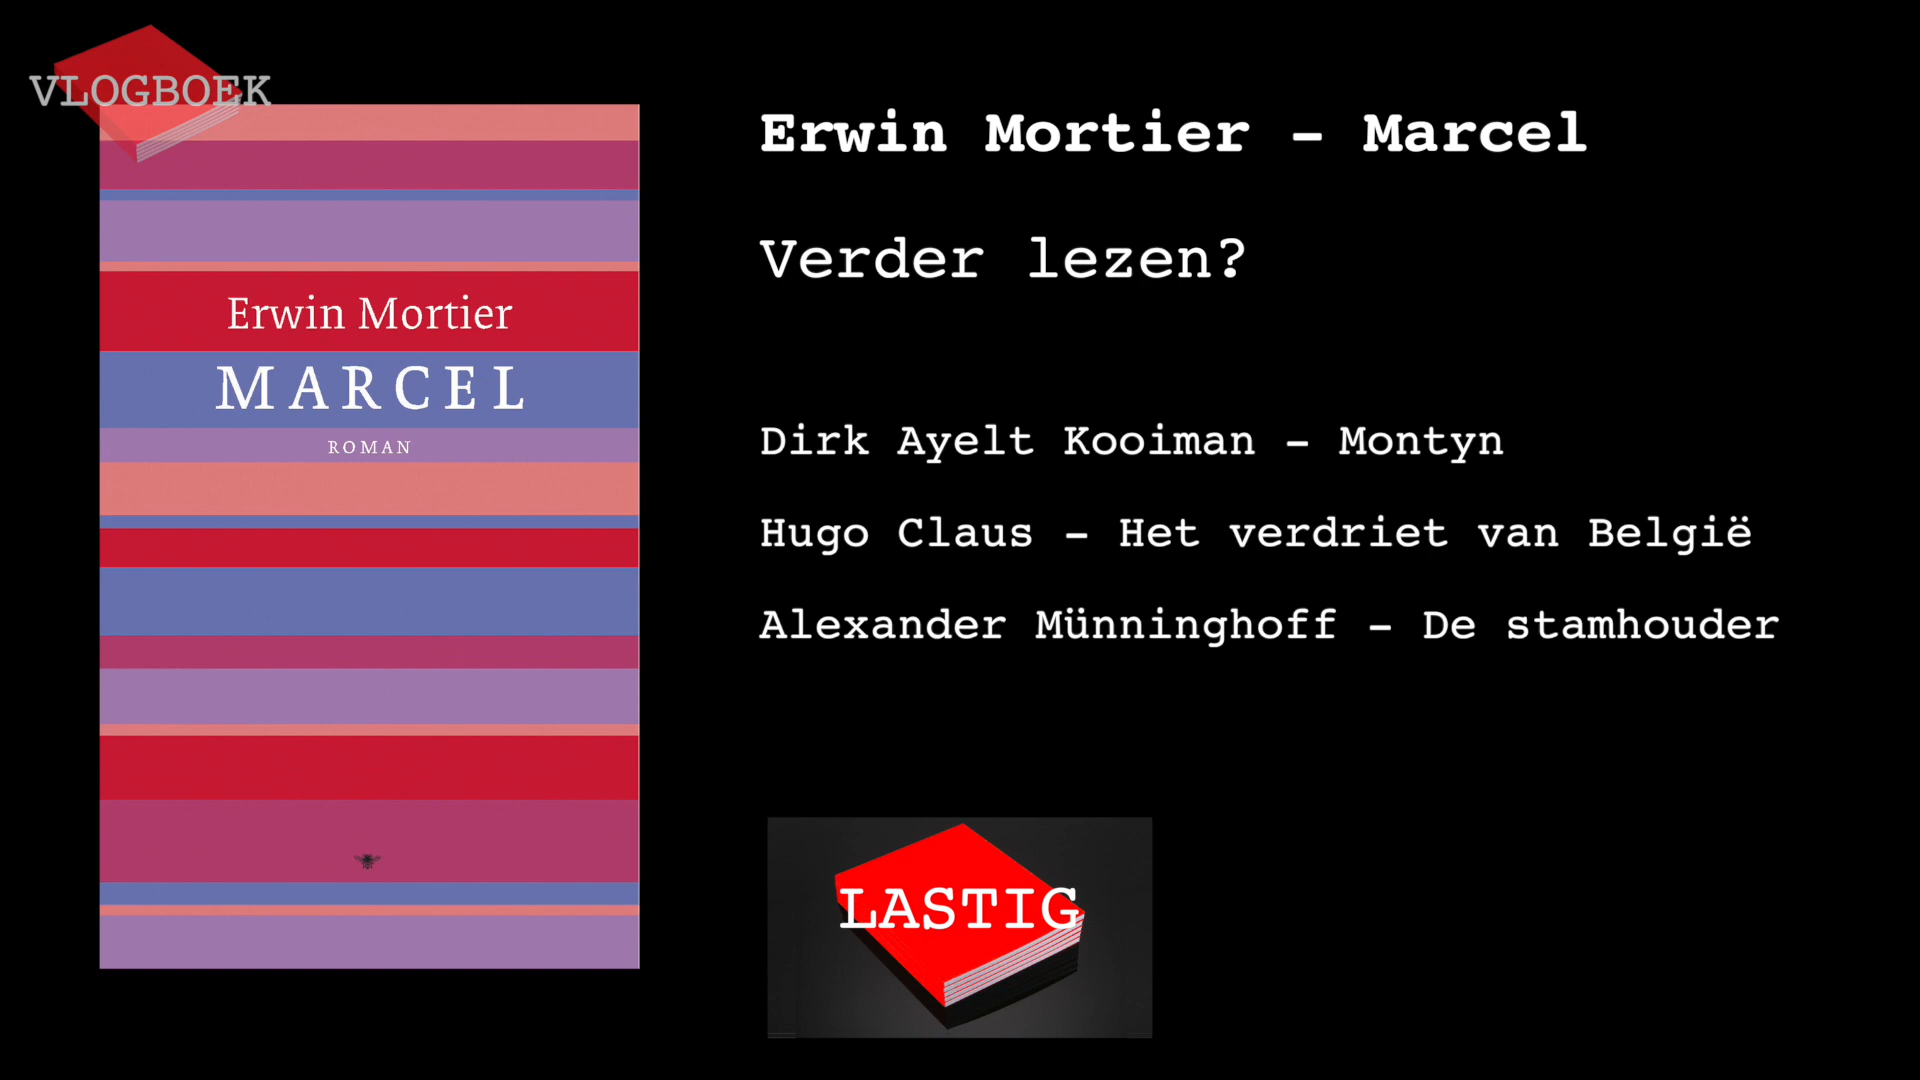 VLOGBOEK
Erwin Mortier
MARCEL
ROMAN
Erwin Mortier – Marcel
Verder lezen?
Dirk Ayelt Kooiman – Montyn
Hugo Claus – Het verdriet van België
Alexander Münninghoff – De stamhouder
LASTIG